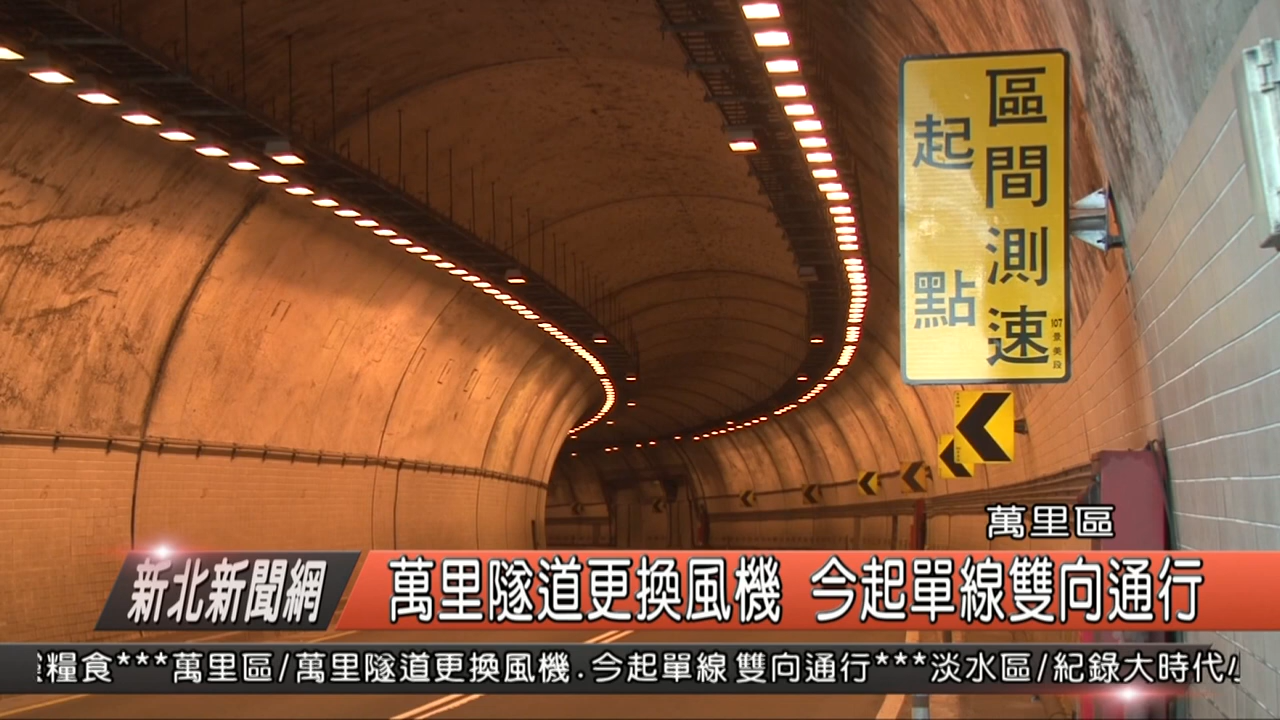 區間測速
起點
107
萬里區
新北新聞網
萬里隧道更換風機 今起單線雙向通行
糧食***萬里區/萬里隧道更換風機.今起單線雙向通行***淡水區/紀錄大時代